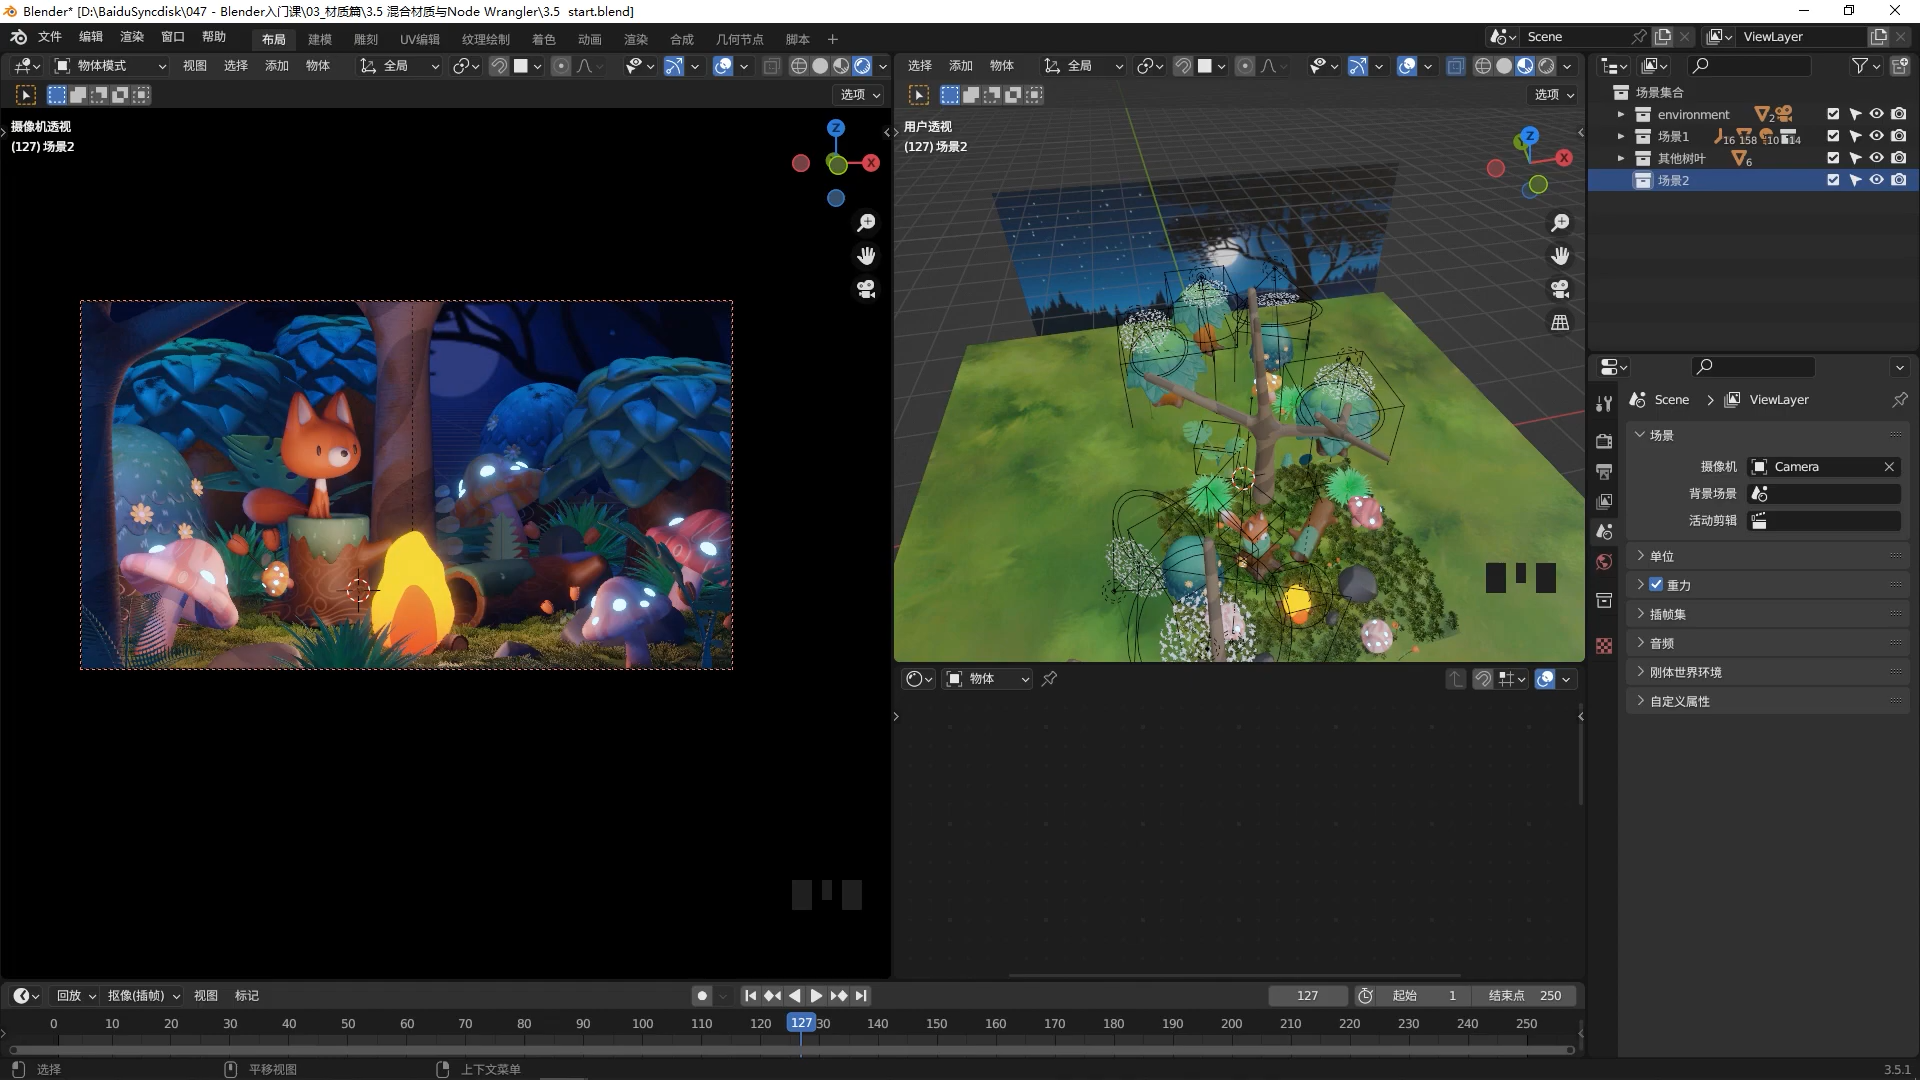 Blender* [D:\BaiduSyncdisk\047 - Blender入门课\03_材质篇\3.5 混合材质与Node Wrangler\3.5  start.blend]
文件 编辑 渲染 窗口 帮助 布局 建模 雕刻 UV编辑 纹理绘制 着色 动画 渲染 合成 几何节点 脚本 + Scene ViewLayer
物体模式 视图 选择 添加 物体 全局
选项
摄像机透视
(127) 场景2
Z
X
选择 添加 物体 全局
选项
用户透视
(127) 场景2
Z
X
物体
场景集合
environment 2
场景1 16 158 10 14
其他树叶 6
场景2
Scene > ViewLayer
场景
摄像机 Camera
背景场景
活动剪辑
单位
重力
插帧集
音频
刚体世界环境
自定义属性
回放 抠像(插帧) 视图 标记 127 起始 1 结束点 250
0 10 20 30 40 50 60 70 80 90 100 110 120 127 30 140 150 160 170 180 190 200 210 220 230 240 250
选择 平移视图 上下文菜单 3.5.1